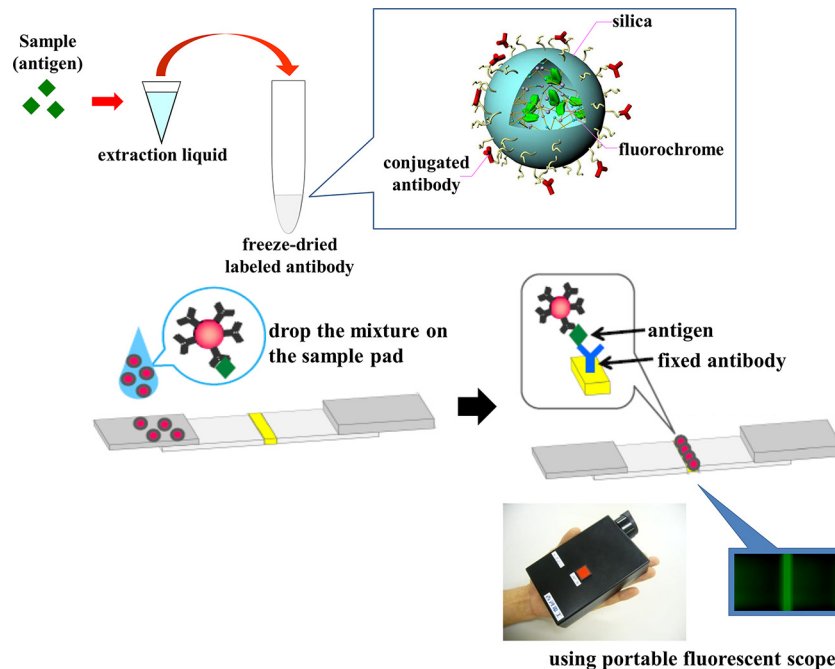 Sample
(antigen)
extraction liquid
freeze-dried
labeled antibody
silica
fluorochrome
conjugated
antibody
drop the mixture on
the sample pad
antigen
fixed antibody
using portable fluorescent scope